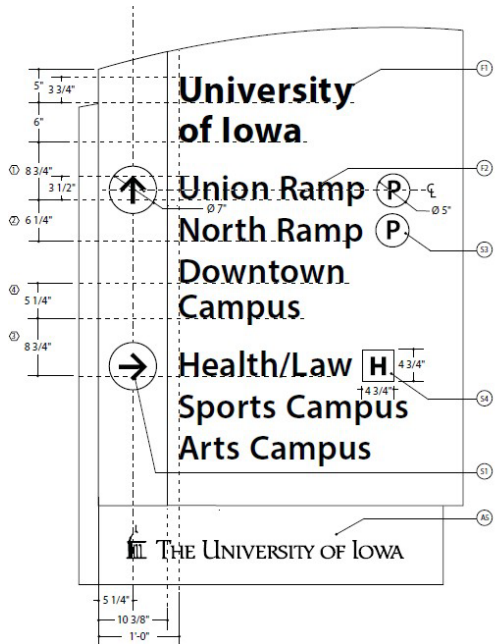 5"
3 3/4"
University
F1
6"
of Iowa
1
8 3/4"
3 1/2"
Union Ramp P ℄
F2
Ø 7"
Ø 5"
2
6 1/4"
North Ramp P
S3
Downtown
4
5 1/4"
Campus
3
8 3/4"
Health/Law H
4 3/4"
4 3/4"
S4
Sports Campus
Arts Campus
S1
A5
THE UNIVERSITY OF IOWA
5 1/4"
10 3/8"
1'-0"